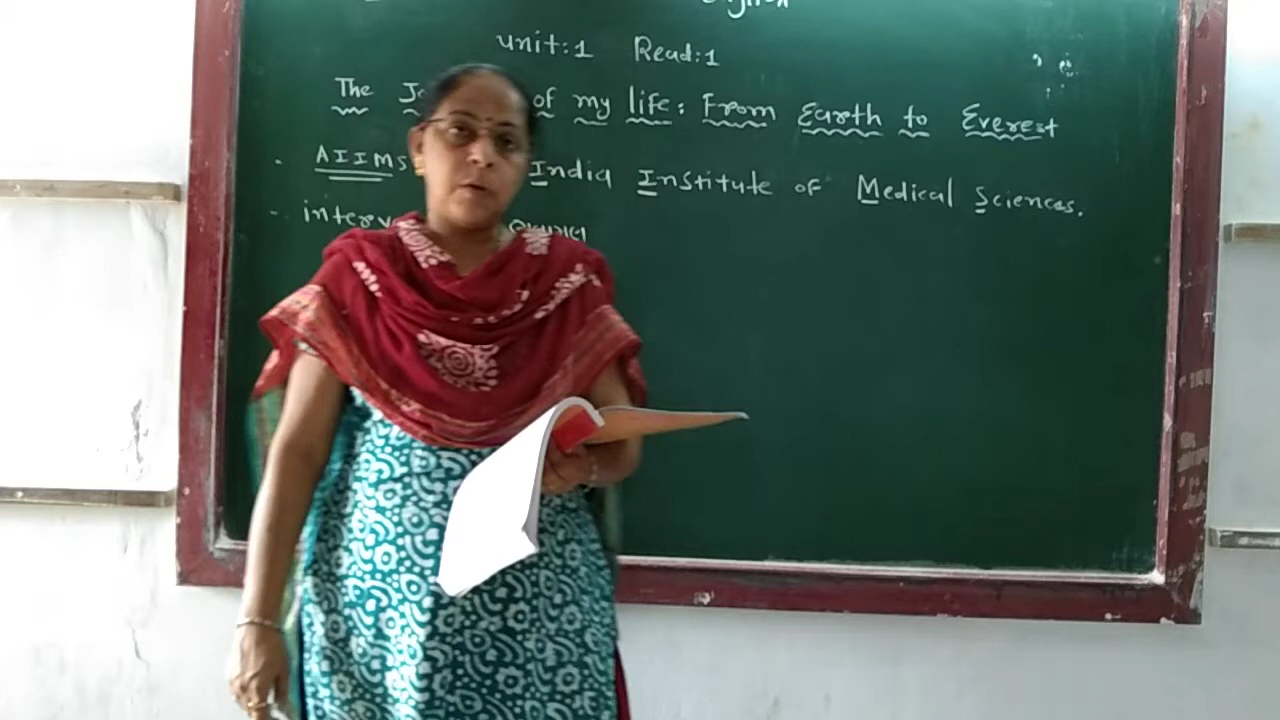 unit:1 Read:1
The of my life: From Earth to Everest
AIIMS India Institute of Medical Sciences.